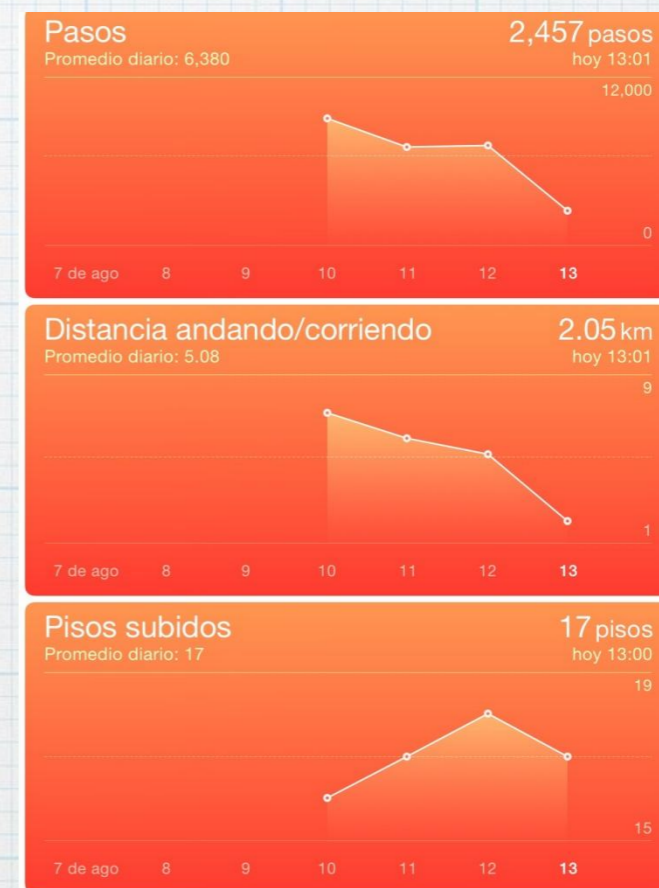 Pasos 2,457 pasos
Promedio diario: 6,380 hoy 13:01
12,000
0
7 de ago 8 9 10 11 12 13
Distancia andando/corriendo 2.05 km
Promedio diario: 5.08 hoy 13:01
9
1
7 de ago 8 9 10 11 12 13
Pisos subidos 17 pisos
Promedio diario: 17 hoy 13:00
19
15
7 de ago 8 9 10 11 12 13